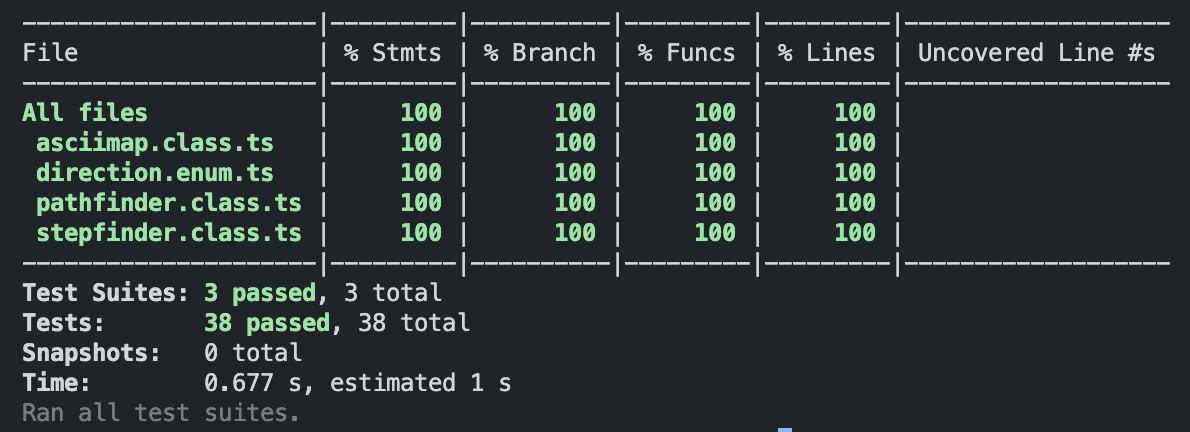 ---------------------|---------|----------|---------|---------|-------------------
File                 | % Stmts | % Branch | % Funcs | % Lines | Uncovered Line #s
---------------------|---------|----------|---------|---------|-------------------
All files            |     100 |      100 |     100 |     100 |
 asciimap.class.ts   |     100 |      100 |     100 |     100 |
 direction.enum.ts   |     100 |      100 |     100 |     100 |
 pathfinder.class.ts |     100 |      100 |     100 |     100 |
 stepfinder.class.ts |     100 |      100 |     100 |     100 |
---------------------|---------|----------|---------|---------|-------------------
Test Suites: 3 passed, 3 total
Tests:       38 passed, 38 total
Snapshots:   0 total
Time:        0.677 s, estimated 1 s
Ran all test suites.